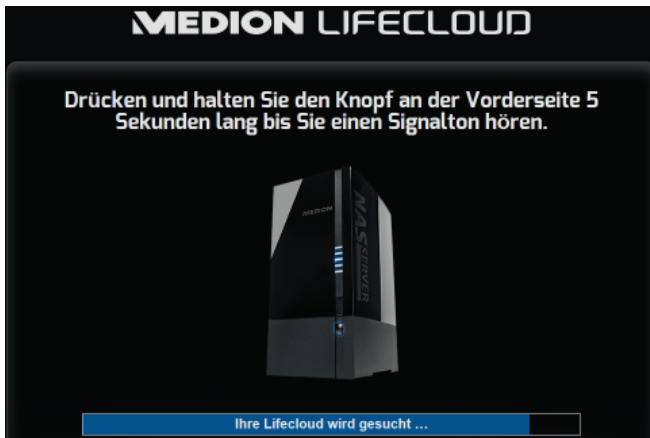 MEDION LIFECLOUD
Drücken und halten Sie den Knopf an der Vorderseite 5
Sekunden lang bis Sie einen Signalton hören.
MEDION
NAS SERVER
Ihre Lifecloud wird gesucht ...